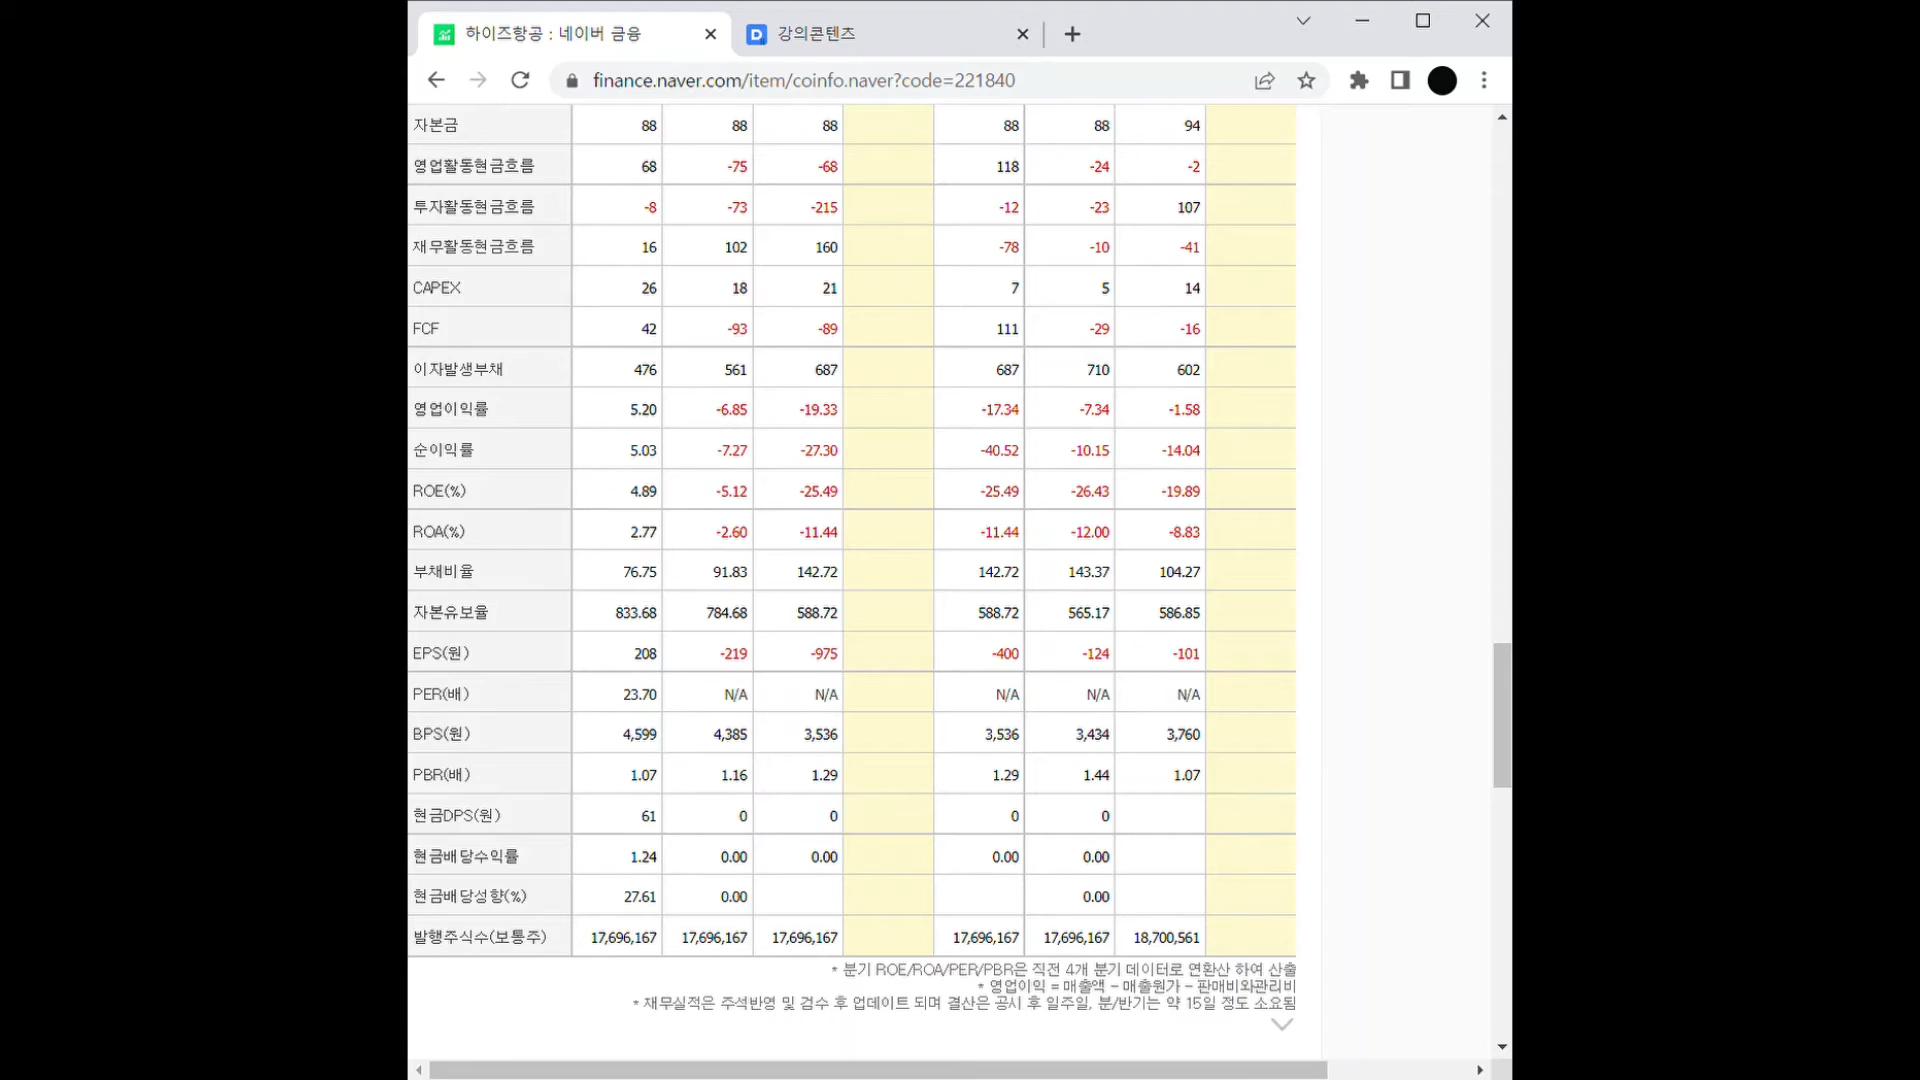 하이즈항공 : 네이버 금융
강의콘텐츠
finance.naver.com/item/coinfo.naver?code=221840
자본금 88 88 88 88 88 94
영업활동현금흐름 68 -75 -68 118 -24 -2
투자활동현금흐름 -8 -73 -215 -12 -23 107
재무활동현금흐름 16 102 160 -78 -10 -41
CAPEX 26 18 21 7 5 14
FCF 42 -93 -89 111 -29 -16
이자발생부채 476 561 687 687 710 602
영업이익률 5.20 -6.85 -19.33 -17.34 -7.34 -1.58
순이익률 5.03 -7.27 -27.30 -40.52 -10.15 -14.04
ROE(%) 4.89 -5.12 -25.49 -25.49 -26.43 -19.89
ROA(%) 2.77 -2.60 -11.44 -11.44 -12.00 -8.83
부채비율 76.75 91.83 142.72 142.72 143.37 104.27
자본유보율 833.68 784.68 588.72 588.72 565.17 586.85
EPS(원) 208 -219 -975 -400 -124 -101
PER(배) 23.70 N/A N/A N/A N/A N/A
BPS(원) 4,599 4,385 3,536 3,536 3,434 3,760
PBR(배) 1.07 1.16 1.29 1.29 1.44 1.07
현금DPS(원) 61 0 0 0 0
현금배당수익률 1.24 0.00 0.00 0.00 0.00
현금배당성향(%) 27.61 0.00 0.00
발행주식수(보통주) 17,696,167 17,696,167 17,696,167 17,696,167 17,696,167 18,700,561
* 분기 ROE/ROA/PER/PBR은 직전 4개 분기 데이터로 연환산 하여 산출
* 영업이익 = 매출액 - 매출원가 - 판매비와관리비
* 재무실적은 주석반영 및 검수 후 업데이트 되며 결산은 공시 후 일주일, 분/반기는 약 15일 정도 소요됨